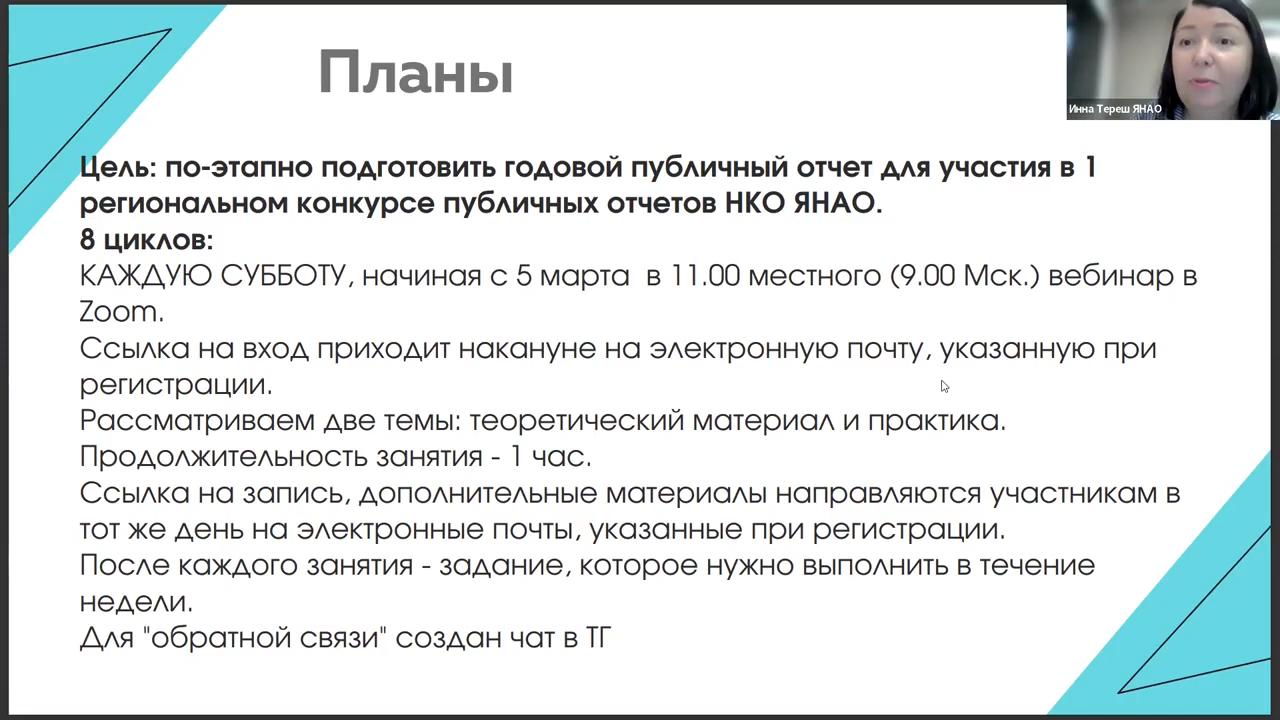 Планы
Инна Тереш ЯНАО
Цель: по-этапно подготовить годовой публичный отчет для участия в 1
региональном конкурсе публичных отчетов НКО ЯНАО.
8 циклов:
КАЖДУЮ СУББОТУ, начиная с 5 марта в 11.00 местного (9.00 Мск.) вебинар в
Zoom.
Ссылка на вход приходит накануне на электронную почту, указанную при
регистрации.
Рассматриваем две темы: теоретический материал и практика.
Продолжительность занятия - 1 час.
Ссылка на запись, дополнительные материалы направляются участникам в
тот же день на электронные почты, указанные при регистрации.
После каждого занятия - задание, которое нужно выполнить в течение
недели.
Для "обратной связи" создан чат в ТГ